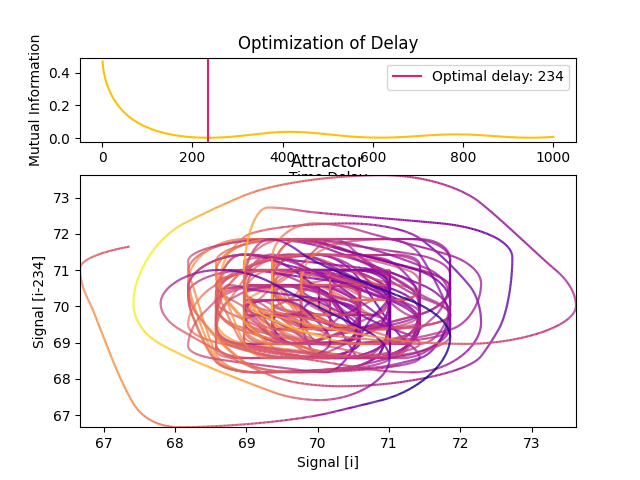 Optimization of Delay
Mutual Information
0.4
0.2
0.0
Optimal delay: 234
0 200 400 600 800 1000
Time Delay
Attractor
Signal [i-234]
73
72
71
70
69
68
67
67 68 69 70 71 72 73
Signal [i]